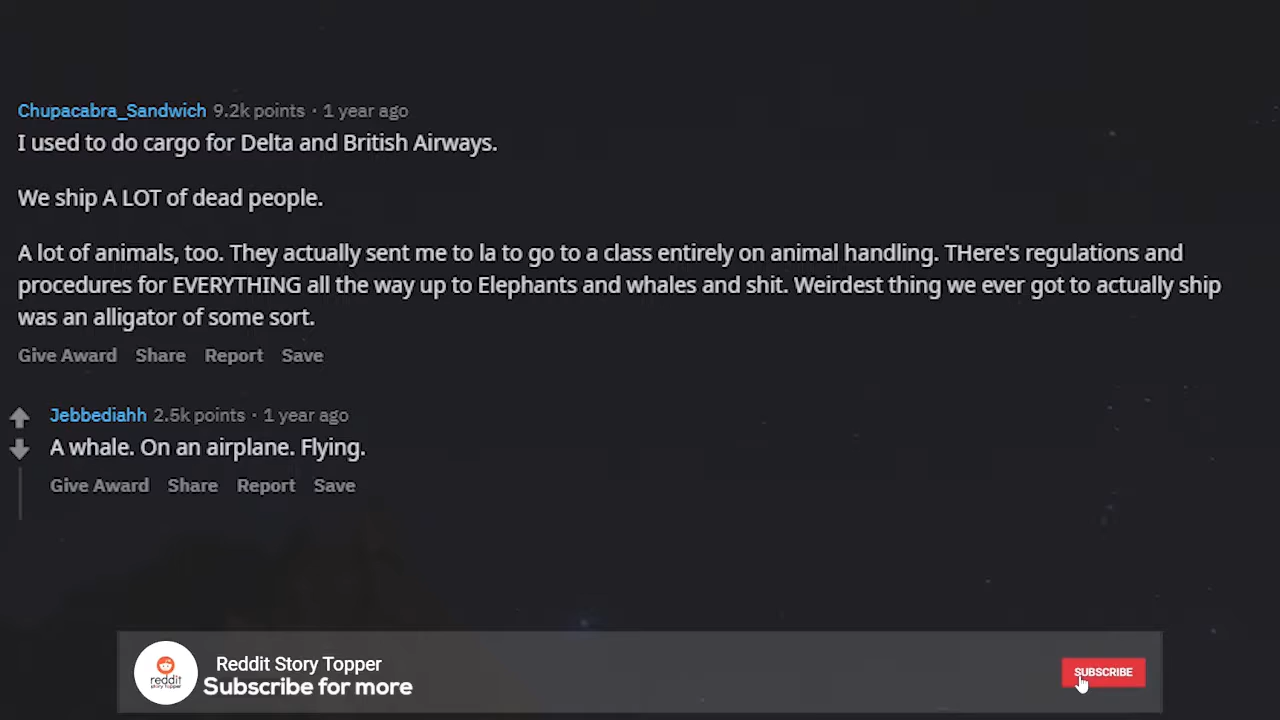 Chupacabra_Sandwich 9.2k points · 1 year ago
I used to do cargo for Delta and British Airways.
We ship A LOT of dead people.
A lot of animals, too. They actually sent me to la to go to a class entirely on animal handling. THere's regulations and
procedures for EVERYTHING all the way up to Elephants and whales and shit. Weirdest thing we ever got to actually ship
was an alligator of some sort.
Give Award Share Report Save
Jebbediahh 2.5k points · 1 year ago
A whale. On an airplane. Flying.
Give Award Share Report Save
reddit
story topper
Reddit Story Topper
Subscribe for more
SUBSCRIBE